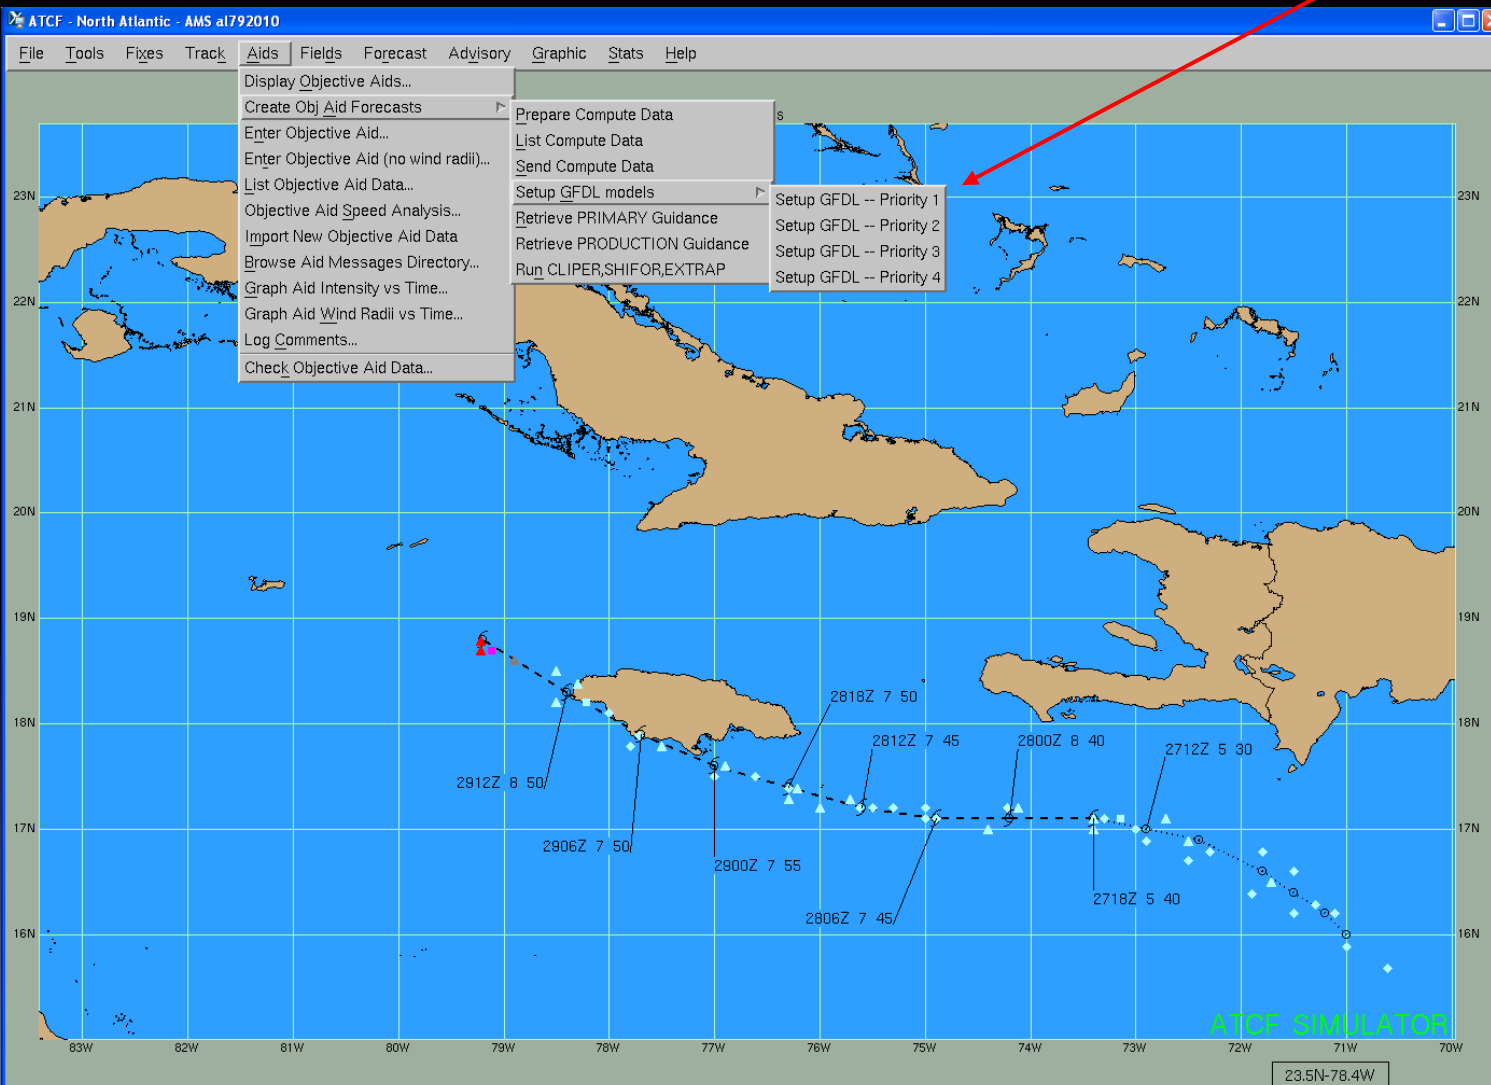 ATCF - North Atlantic - AMS al792010
File Tools Fixes Track Aids Fields Forecast Advisory Graphic Stats Help
Display Objective Aids...
Create Obj Aid Forecasts
Enter Objective Aid...
Enter Objective Aid (no wind radii)...
List Objective Aid Data...
Objective Aid Speed Analysis...
Import New Objective Aid Data
Browse Aid Messages Directory...
Graph Aid Intensity vs Time...
Graph Aid Wind Radii vs Time...
Log Comments...
Check Objective Aid Data...
Prepare Compute Data
List Compute Data
Send Compute Data
Setup GFDL models
Retrieve PRIMARY Guidance
Retrieve PRODUCTION Guidance
Run CLIPER,SHIFOR,EXTRAP
s
Setup GFDL -- Priority 1
Setup GFDL -- Priority 2
Setup GFDL -- Priority 3
Setup GFDL -- Priority 4
23N 23N
22N 22N
21N 21N
20N 20N
19N 19N
18N 18N
17N 17N
16N 16N
2818Z 7 50
2812Z 7 45
2800Z 8 40
2712Z 5 30
2912Z 8 50
2906Z 7 50
2900Z 7 55
2806Z 7 45
2718Z 5 40
ATCF SIMULATOR
83W 82W 81W 80W 79W 78W 77W 76W 75W 74W 73W 72W 71W 70W
23.5N-78.4W